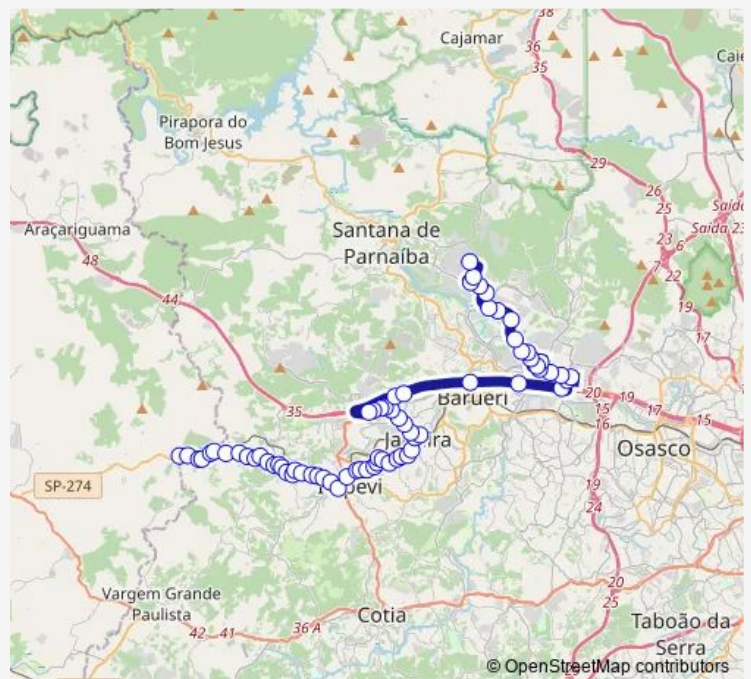 38
Cajamar
36
35
Caie
Pirapora do
Bom Jesus
29
26
25
Araçariguama
Santana de
Parnaíba
Saída
Saída 23
23
6
7
22
48
19
44
17
35
Barueri
20
19
17
15
15
16
Osasco
SP-274
19
24
Vargem Grande
Paulista
20
25
42
41
36 A
Cotia
Taboão da
Serra
© OpenStreetMap contributors